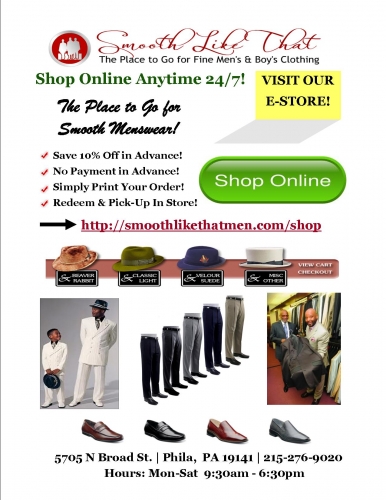 Smooth Like That
The Place to Go for Fine Men's & Boy's Clothing
Shop Online Anytime 24/7!
VISIT OUR
E-STORE!
The Place to Go for
Smooth Menswear!
Save 10% Off in Advance!
No Payment in Advance!
Simply Print Your Order!
Redeem & Pick-Up In Store!
Shop Online
http://smoothlikethatmen.com/shop
BEAVER
& RABBIT
CLASSIC
& LIGHT
VELOUR
& SUEDE
MISC
& OTHER
VIEW CART
CHECKOUT
5705 N Broad St. | Phila, PA 19141 | 215-276-9020
Hours: Mon-Sat 9:30am - 6:30pm